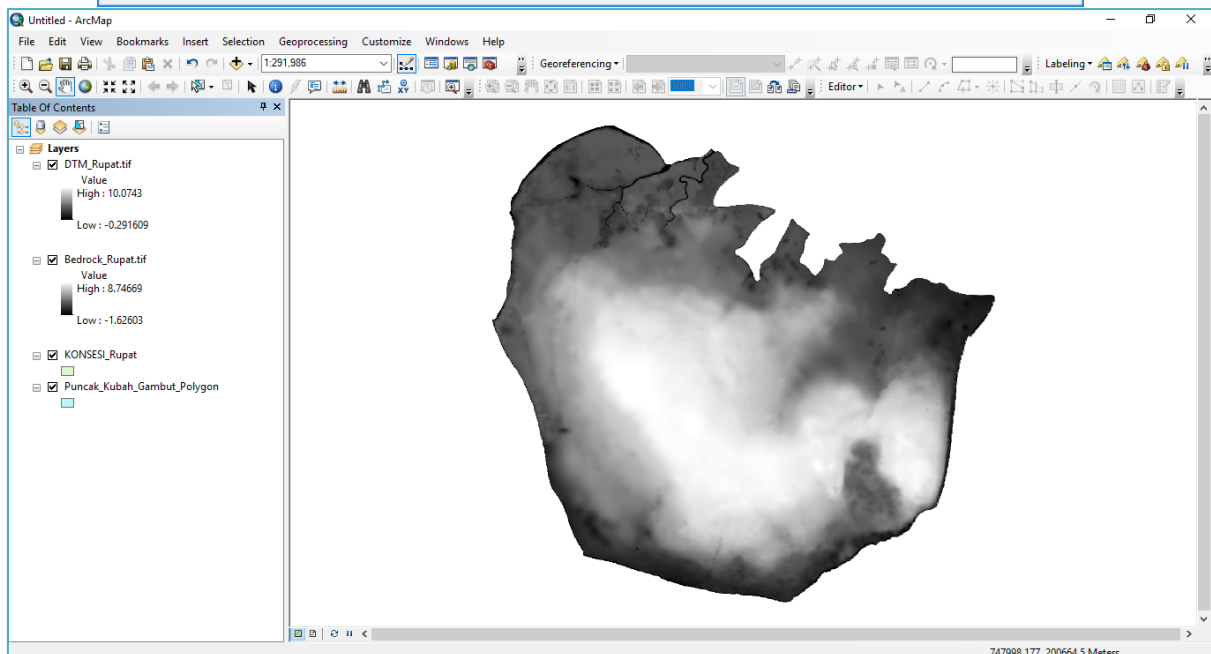 Untitled - ArcMap
File Edit View Bookmarks Insert Selection Geoprocessing Customize Windows Help
1:291,986
Georeferencing
Labeling
Editor
Table Of Contents
Layers
DTM_Rupat.tif
Value
High : 10.0743
Low : -0.291609
Bedrock_Rupat.tif
Value
High : 8.74669
Low : -1.62603
KONSESI_Rupat
Puncak_Kubah_Gambut_Polygon
747998.177 200664.5 Meters